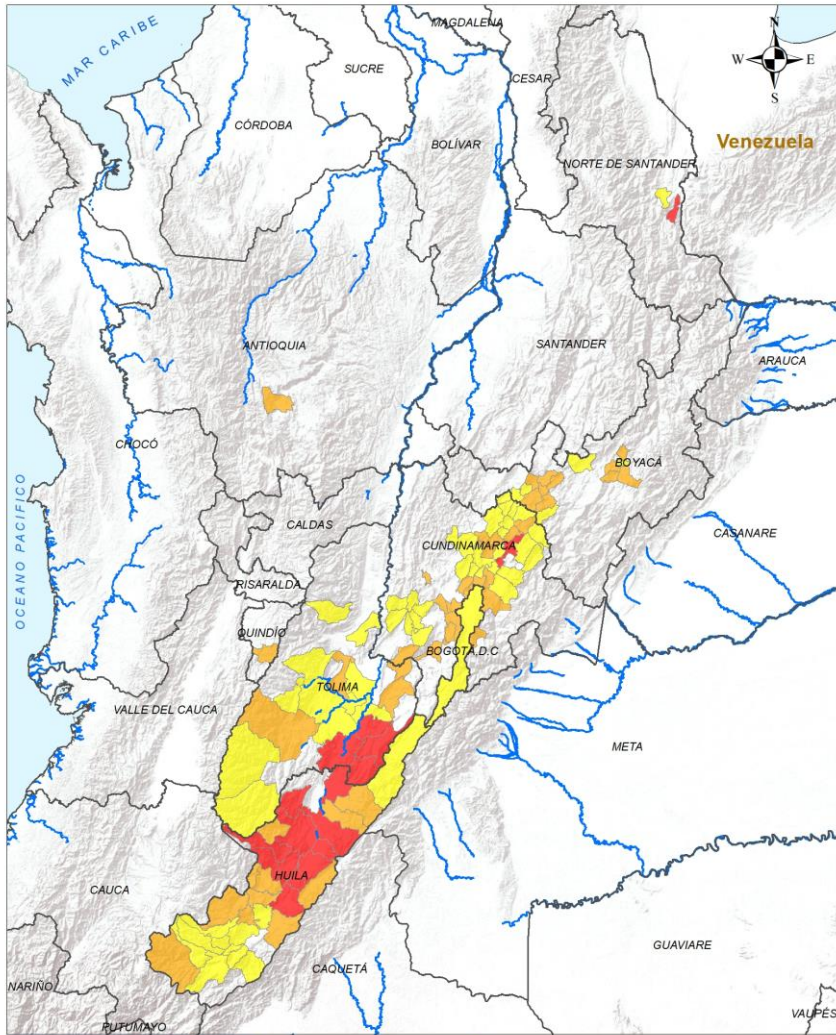 MAGDALENA
N
W
E
S
MAR CARIBE
SUCRE
CESAR
CÓRDOBA
BOLÍVAR
Venezuela
NORTE DE SANTANDER
ANTIOQUIA
SANTANDER
ARAUCA
CHOCÓ
BOYACÁ
CALDAS
CASANARE
CUNDINAMARCA
OCEANO PACIFICO
RISARALDA
QUINDÍO
BOGOTÁ,D.C
TOLIMA
VALLE DEL CAUCA
META
HUILA
CAUCA
GUAVIARE
CAQUETÁ
NARIÑO
PUTUMAYO
VAUPÉS